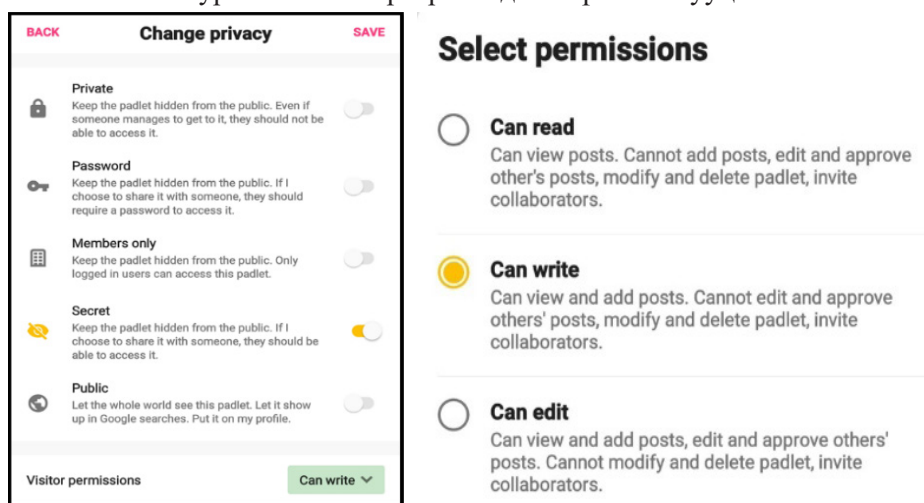 BACK Change privacy SAVE
Private
Keep the padlet hidden from the public. Even if
someone manages to get to it, they should not be
able to access it.
Password
Keep the padlet hidden from the public. If I
choose to share it with someone, they should
require a password to access it.
Members only
Keep the padlet hidden from the public. Only
logged in users can access this padlet.
Secret
Keep the padlet hidden from the public. If I
choose to share it with someone, they should be
able to access it.
Public
Let the whole world see this padlet. Let it show
up in Google searches. Put it on my profile.
Visitor permissions Can write
Select permissions
Can read
Can view posts. Cannot add posts, edit and approve
other's posts, modify and delete padlet, invite
collaborators.
Can write
Can view and add posts. Cannot edit and approve
others' posts, modify and delete padlet, invite
collaborators.
Can edit
Can view and add posts, edit and approve others'
posts. Cannot modify and delete padlet, invite
collaborators.